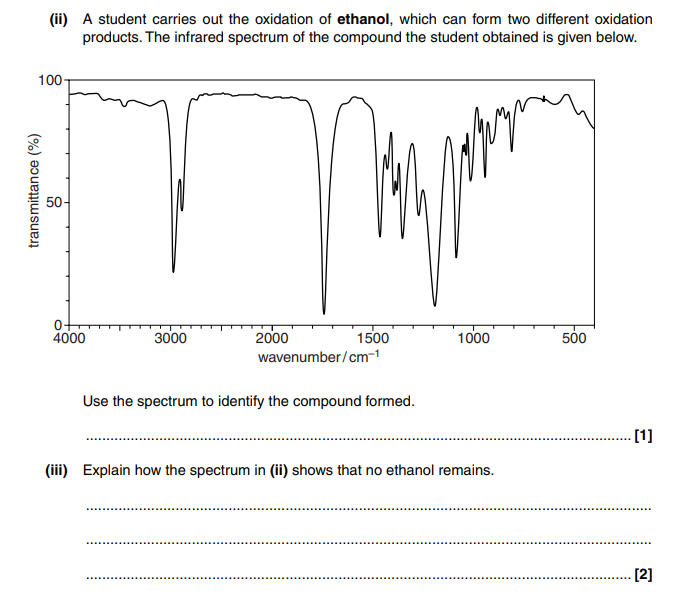 (ii) A student carries out the oxidation of ethanol, which can form two different oxidation
products. The infrared spectrum of the compound the student obtained is given below.
100
50
0
transmittance (%)
4000 3000 2000 1500 1000 500
wavenumber/cm–1
Use the spectrum to identify the compound formed.
[1]
(iii) Explain how the spectrum in (ii) shows that no ethanol remains.
[2]